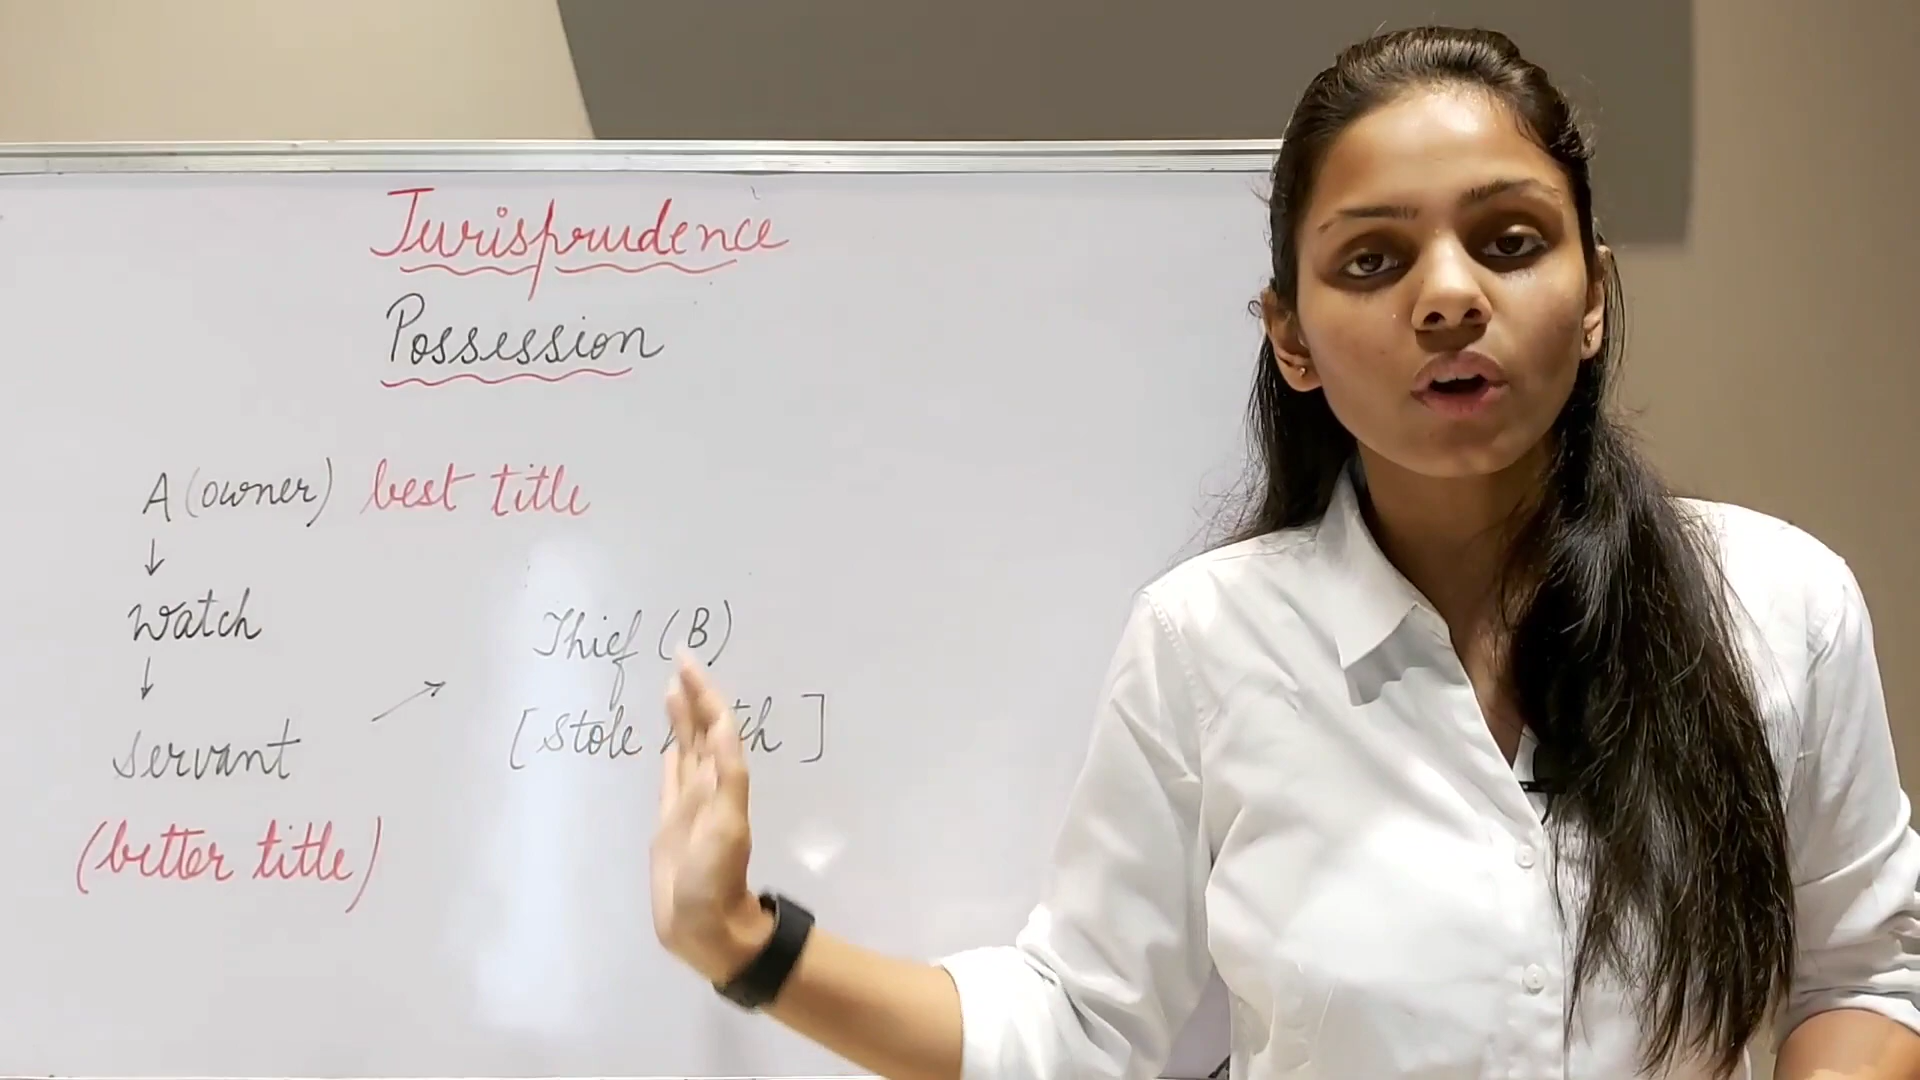 Jurisprudence
Possession
A (owner) best title
↓
Watch
↓
Servant → Thief (B)
[Stole
(better title)